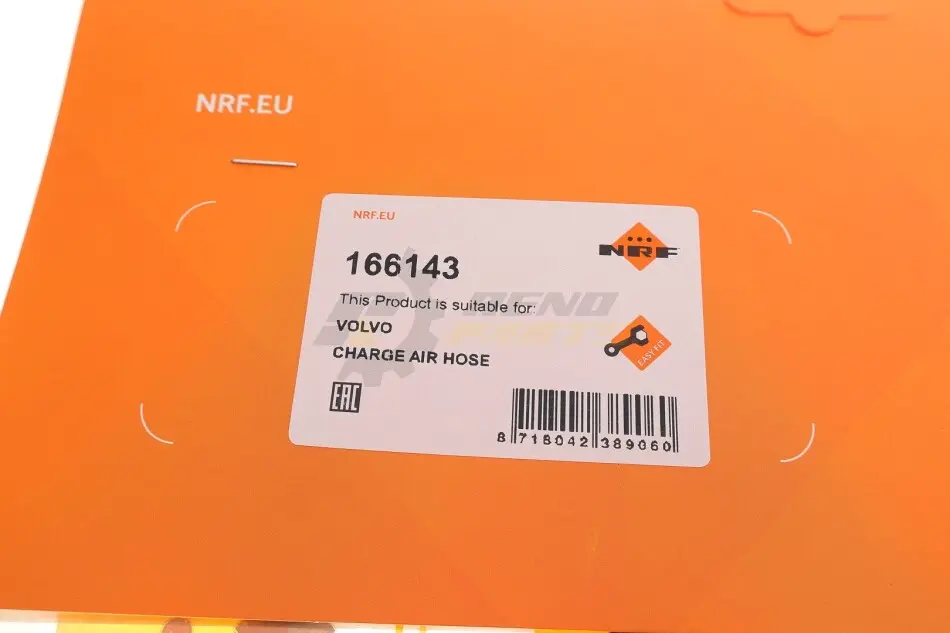 NRF.EU
NRF.EU
NRF
166143
This Product is suitable for:
VOLVO
CHARGE AIR HOSE
EASY FIT
EAC
8 718042 389060